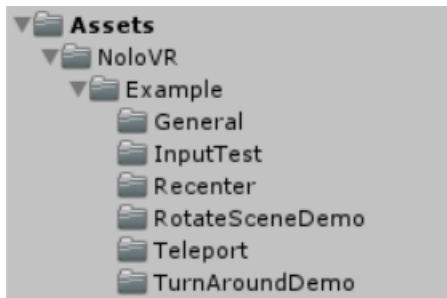 Assets
NoloVR
Example
General
InputTest
Recenter
RotateSceneDemo
Teleport
TurnAroundDemo